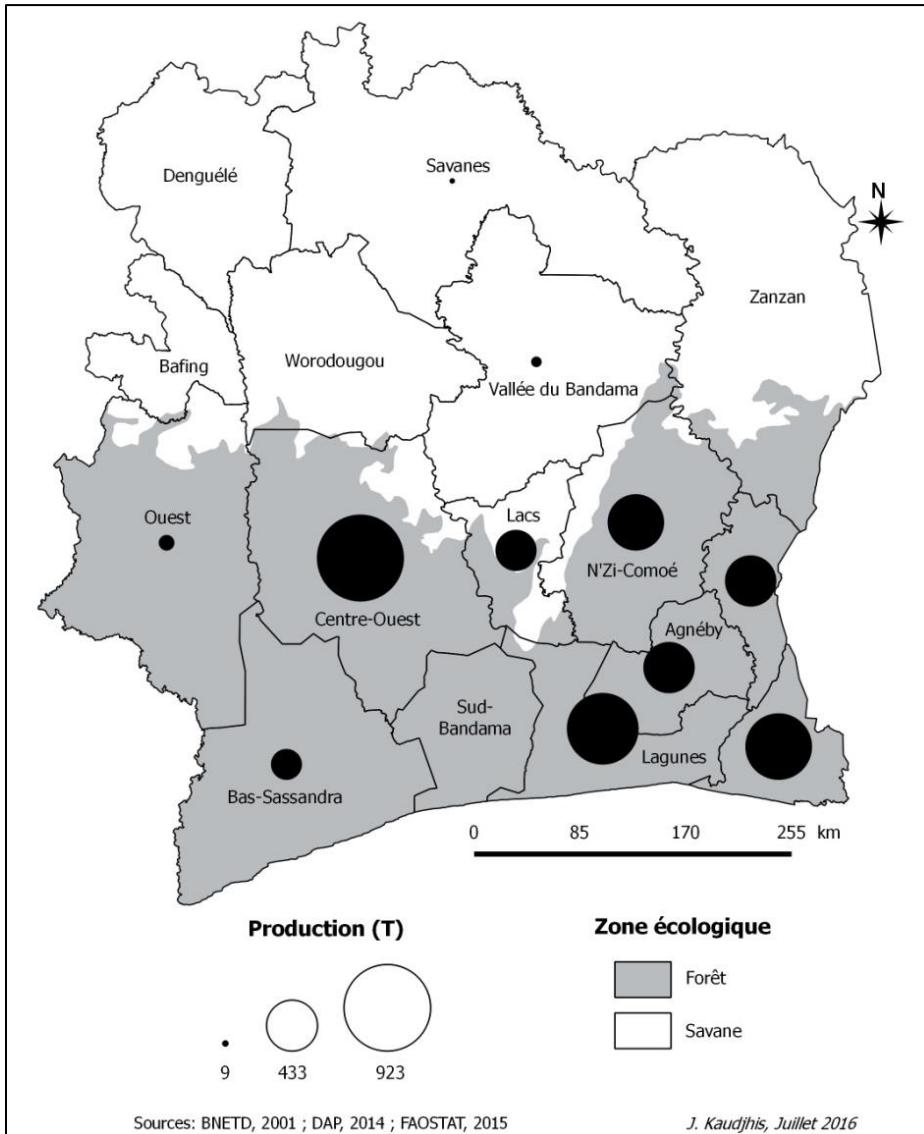 Denguélé
Savanes
N
Zanzan
Bafing
Worodougou
Vallée du Bandama
Ouest
Lacs
Centre-Ouest
N'Zi-Comoé
Agnéby
Sud-
Bandama
Lagunes
Bas-Sassandra
0 85 170 255 km
Production (T)
9 433 923
Zone écologique
Forêt
Savane
Sources: BNETD, 2001 ; DAP, 2014 ; FAOSTAT, 2015
J. Kaudjhis, Juillet 2016